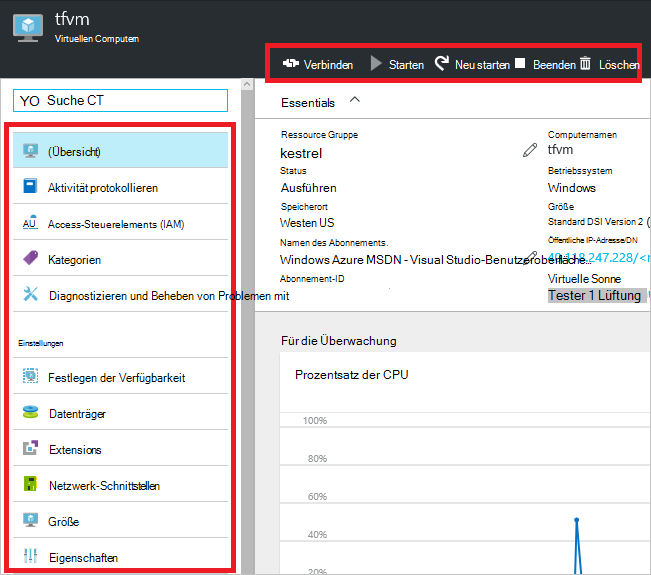 tfvm
Virtuellen Computern
Verbinden
Starten
Neu starten
Beenden
Löschen
YO Suche CT
(Übersicht)
Aktivität protokollieren
Access-Steuerelements (IAM)
Kategorien
Diagnostizieren und Beheben von Problemen mit
Einstellungen
Festlegen der Verfügbarkeit
Datenträger
Extensions
Netzwerk-Schnittstellen
Größe
Eigenschaften
Essentials
Ressource Gruppe
kestrel
Status
Ausführen
Speicherort
Westen US
Namen des Abonnements.
Windows Azure MSDN - Visual Studio-Benutzeroberfläche..
Abonnement-ID
Computernamen
tfvm
Betriebssystem
Windows
Größe
Standard DSI Version 2 (
Öffentliche IP-Adresse/DN
40.118.247.228/<n
Virtuelle Sonne
Tester 1 Lüftung
Für die Überwachung
Prozentsatz der CPU
100%
80%
60%
40%
20%